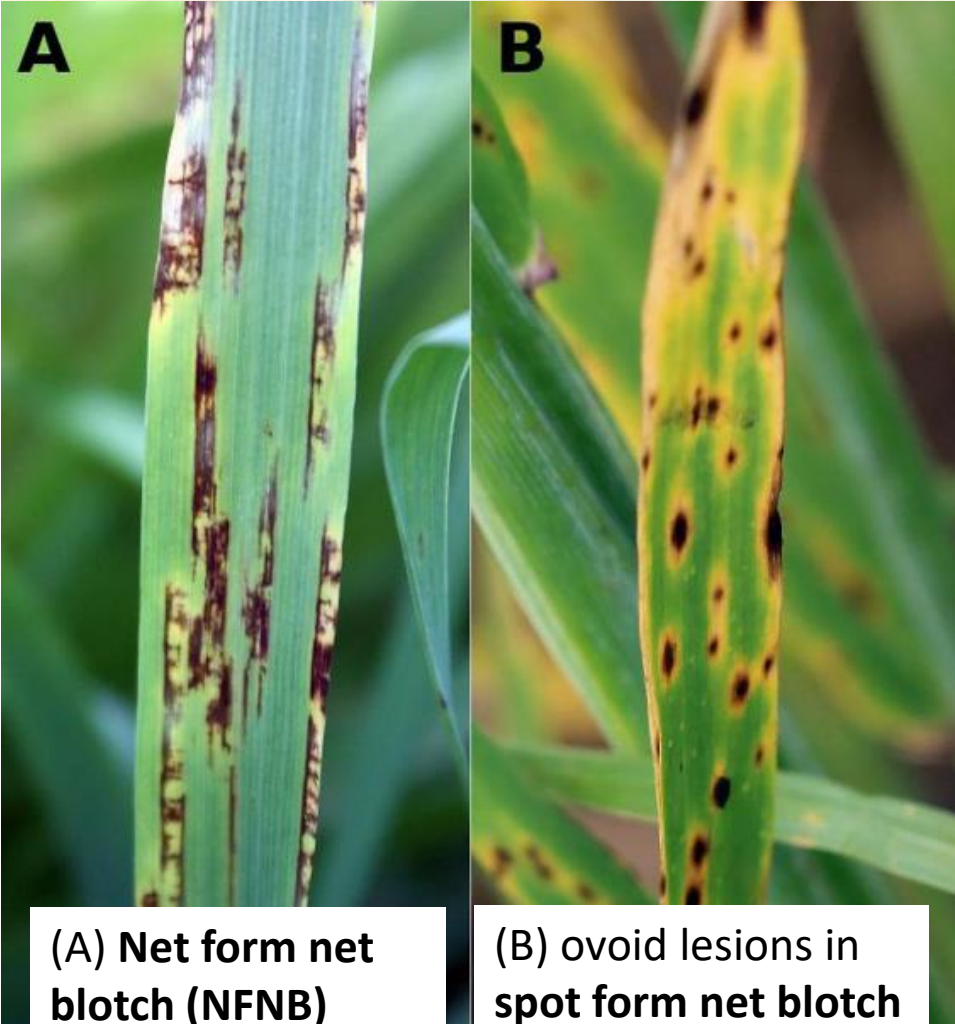 A
B
(A) Net form net
blotch (NFNB)
(B) ovoid lesions in
spot form net blotch